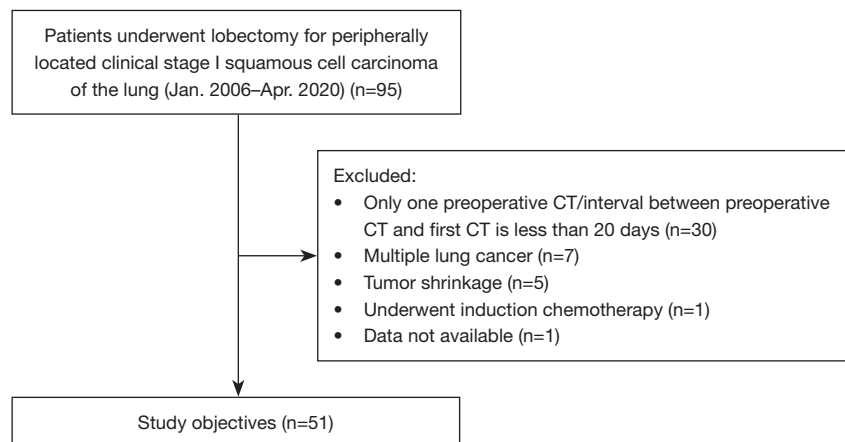 Patients underwent lobectomy for peripherally
located clinical stage I squamous cell carcinoma
of the lung (Jan. 2006–Apr. 2020) (n=95)
Excluded:
• Only one preoperative CT/interval between preoperative
CT and first CT is less than 20 days (n=30)
• Multiple lung cancer (n=7)
• Tumor shrinkage (n=5)
• Underwent induction chemotherapy (n=1)
• Data not available (n=1)
Study objectives (n=51)